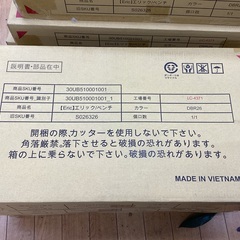 説明書・部品在中
商品SKU番号 30UB510001001 工場番号
商品SKU番号_識別子 30UB510001001_1 カラー DBR26
商品名称 【Eric】エリック/ベンチ 梱口数 1/1
旧SKU番号 SG26326
開梱の際、カッターを使用しないで下さい。
角落厳禁。落下させると破損の恐れがあります。
箱の上に乗らないで下さい。破損の恐れがあります。
MADE IN VIETNAM